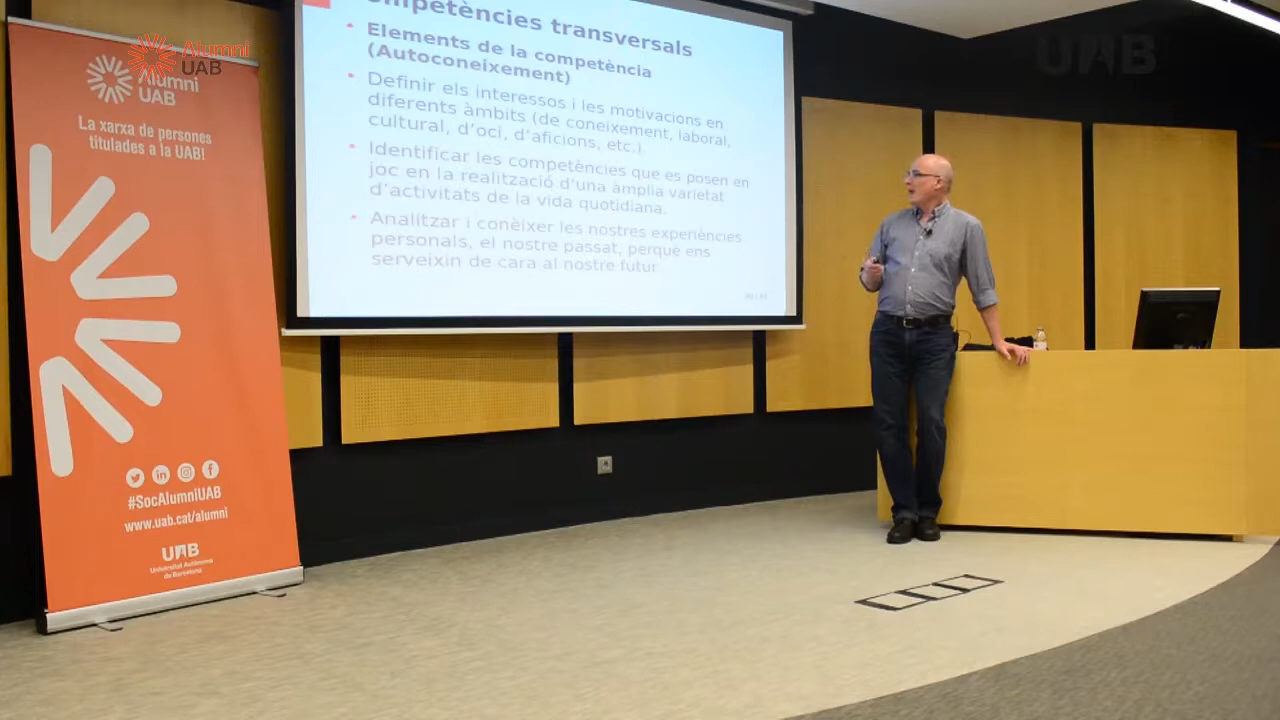 Alumni
UAB
Alumni
UAB
La xarxa de persones
titulades a la UAB!
#SocAlumniUAB
www.uab.cat/alumni
UAB
Universitat Autònoma
de Barcelona
competències transversals
Elements de la competència
(Autoconeixement)
Definir els interessos i les motivacions en
diferents àmbits (de coneixement, laboral,
cultural, d'oci, d'aficions, etc.)
Identificar les competències que es posen en
joc en la realització d'una àmplia varietat
d'activitats de la vida quotidiana.
Analitzar i conèixer les nostres experiències
personals, el nostre passat, perquè ens
serveixin de cara al nostre futur
UAB